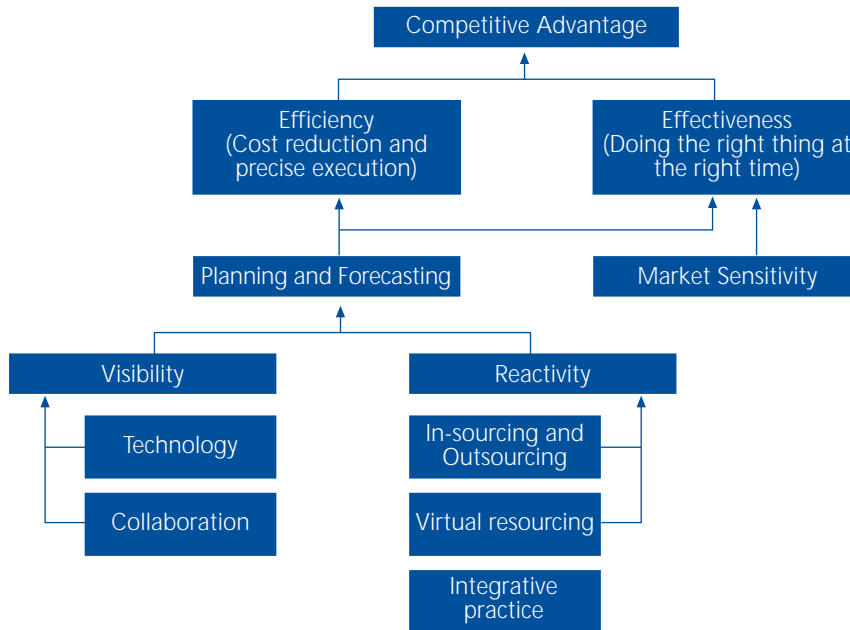 Competitive Advantage
Efficiency
(Cost reduction and
precise execution)
Effectiveness
(Doing the right thing at
the right time)
Planning and Forecasting
Market Sensitivity
Visibility
Reactivity
Technology
In-sourcing and
Outsourcing
Collaboration
Virtual resourcing
Integrative
practice